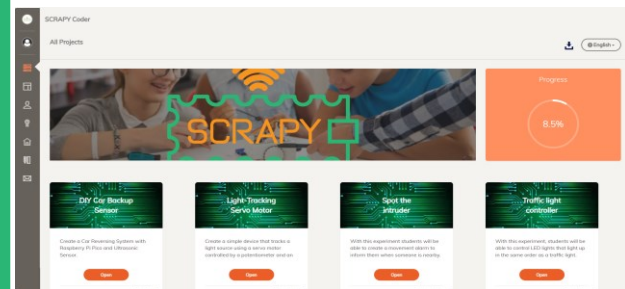 SCRAPY Coder
All Projects
English
SCRAPY
Progress
8.5%
DIY Car Backup
Sensor
Create a Car Reversing System with
Raspberry Pi Pico and Ultrasonic
Sensor.
Open
Light-Tracking
Servo Motor
Create a simple device that tracks a
light source using a servo motor
controlled by a potentiometer and an
Open
Spot the
intruder
With this experiment students will be
able to create a movement alarm to
inform them when someone is nearby.
Open
Traffic light
controller
With this experiment, students will be
able to control LED lights that light up
in the same order as a traffic light.
Open